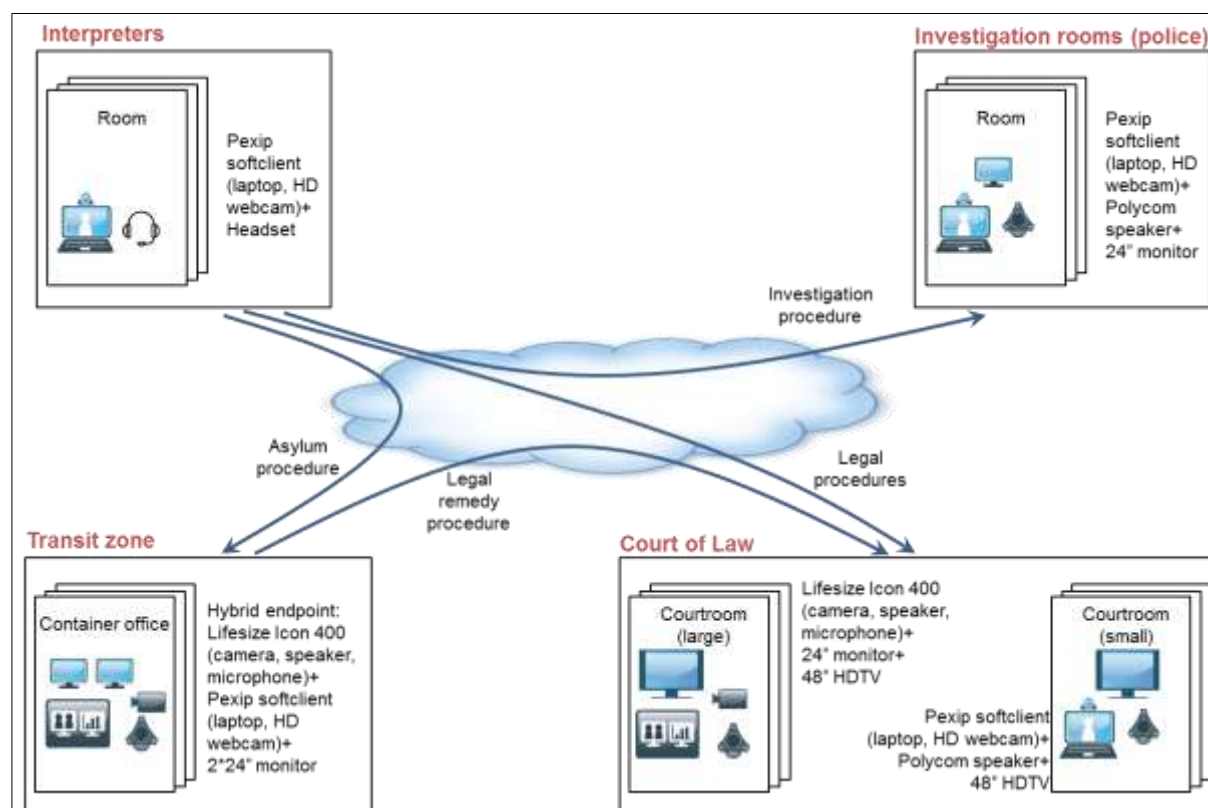 Interpreters
Room
Pexip
softclient
(laptop, HD
webcam)+
Headset
Investigation rooms (police)
Room
Pexip
softclient
(laptop, HD
webcam)+
Polycom
speaker+
24" monitor
Investigation
procedure
Asylum
procedure
Legal
remedy
procedure
Legal
procedures
Transit zone
Container office
Hybrid endpoint:
Lifesize Icon 400
(camera, speaker,
microphone)+
Pexip softclient
(laptop, HD
webcam)+
2*24" monitor
Court of Law
Courtroom
(large)
Lifesize Icon 400
(camera, speaker,
microphone)+
24" monitor+
48" HDTV
Courtroom
(small)
Pexip softclient
(laptop, HD webcam)+
Polycom speaker+
48" HDTV